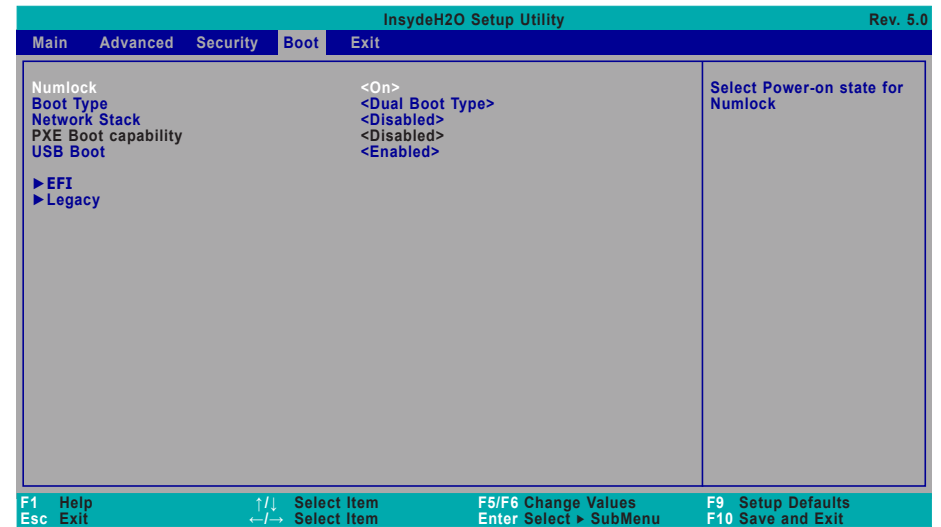 InsydeH2O Setup Utility Rev. 5.0
Main Advanced Security Boot Exit
Numlock <On>
Boot Type <Dual Boot Type>
Network Stack <Disabled>
PXE Boot capability <Disabled>
USB Boot <Enabled>
►EFI
►Legacy
Select Power-on state for
Numlock
F1 Help ↑/↓ Select Item F5/F6 Change Values F9 Setup Defaults
Esc Exit ←/→ Select Item Enter Select ► SubMenu F10 Save and Exit